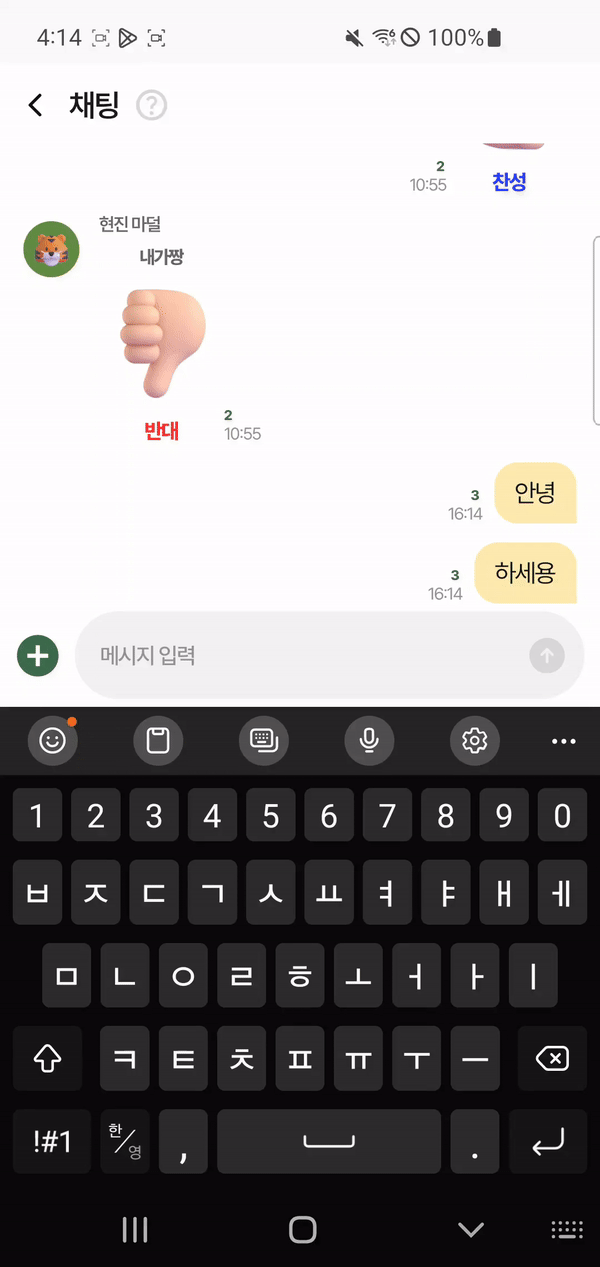 4:14 100%
채팅 ?
2
10:55 찬성
현진 마덜
내가짱
반대
2
10:55
3
16:14 안녕
3
16:14 하세용
메시지 입력
1 2 3 4 5 6 7 8 9 0
ㅂ ㅈ ㄷ ㄱ ㅅ ㅛ ㅕ ㅑ ㅐ ㅔ
ㅁ ㄴ ㅇ ㄹ ㅎ ㅗ ㅓ ㅏ ㅣ
ㅋ ㅌ ㅊ ㅍ ㅠ ㅜ ㅡ
!#1 한/영 , .